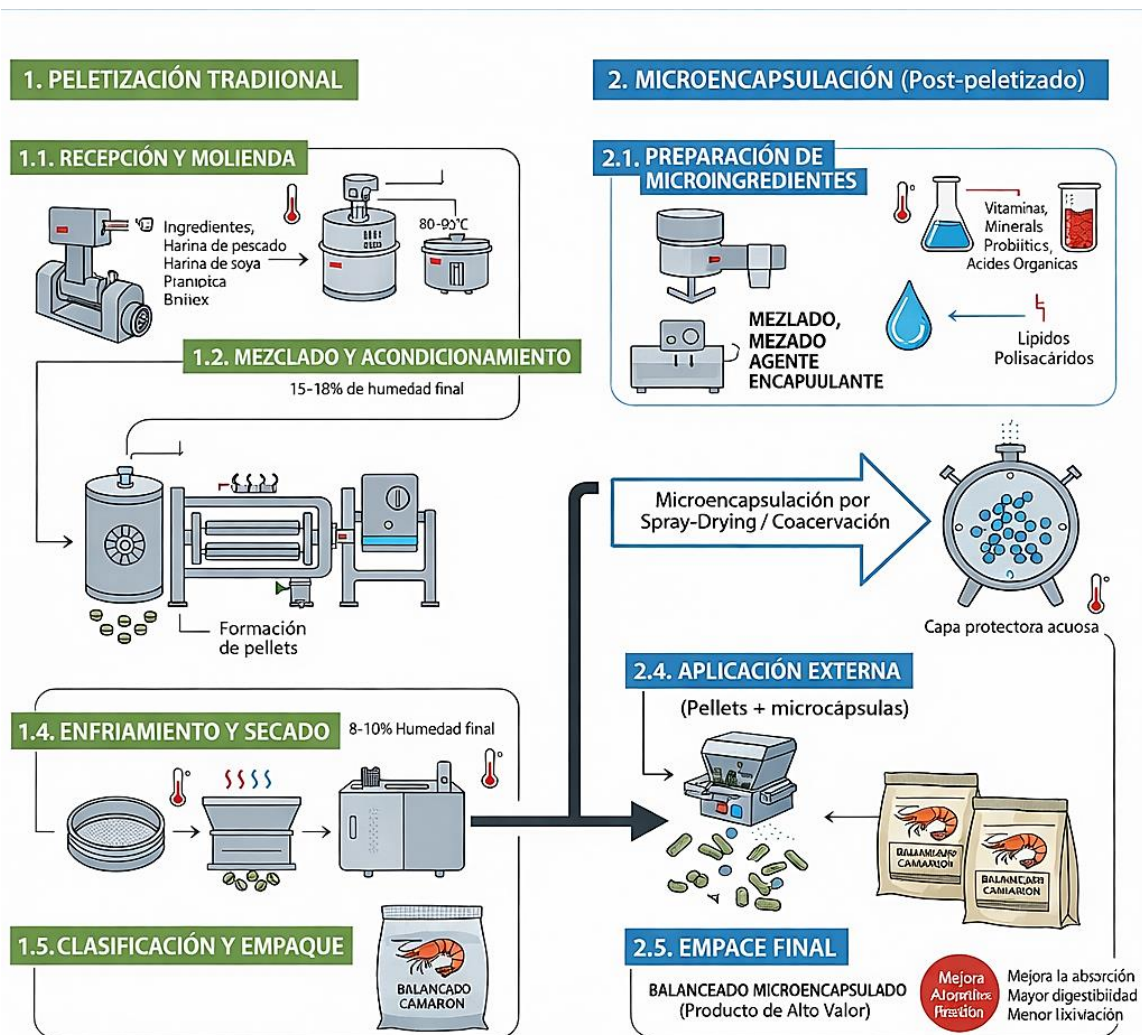 1. PELETIZACIÓN TRADIIONAL
1.1. RECEPCIÓN Y MOLIENDA
Ingredientes,
Harina de pescado
Harina de soya
80-90°C
1.2. MEZCLADO Y ACONDICIONAMIENTO
15-18% de humedad final
Formación
de pellets
1.4. ENFRIAMIENTO Y SECADO
8-10% Humedad final
1.5. CLASIFICACIÓN Y EMPAQUE
BALANCADO
CAMARON
2. MICROENCAPSULACIÓN (Post-peletizado)
2.1. PREPARACIÓN DE
MICROINGREDIENTES
Vitaminas,
Minerals
Probiitics,
Acides Organicas
MEZLADO,
MEZADO
AGENTE
ENCAPUULANTE
Lipidos
Polisacáridos
Microencapsulación por
Spray-Drying / Coacervación
Capa protectora acuosa
2.4. APLICACIÓN EXTERNA
(Pellets + microcápsulas)
2.5. EMPACE FINAL
BALANCEADO MICROENCAPSULADO
(Producto de Alto Valor)
Mejora
Mejora la absorción
Mayor digestibiidad
Menor lixivación